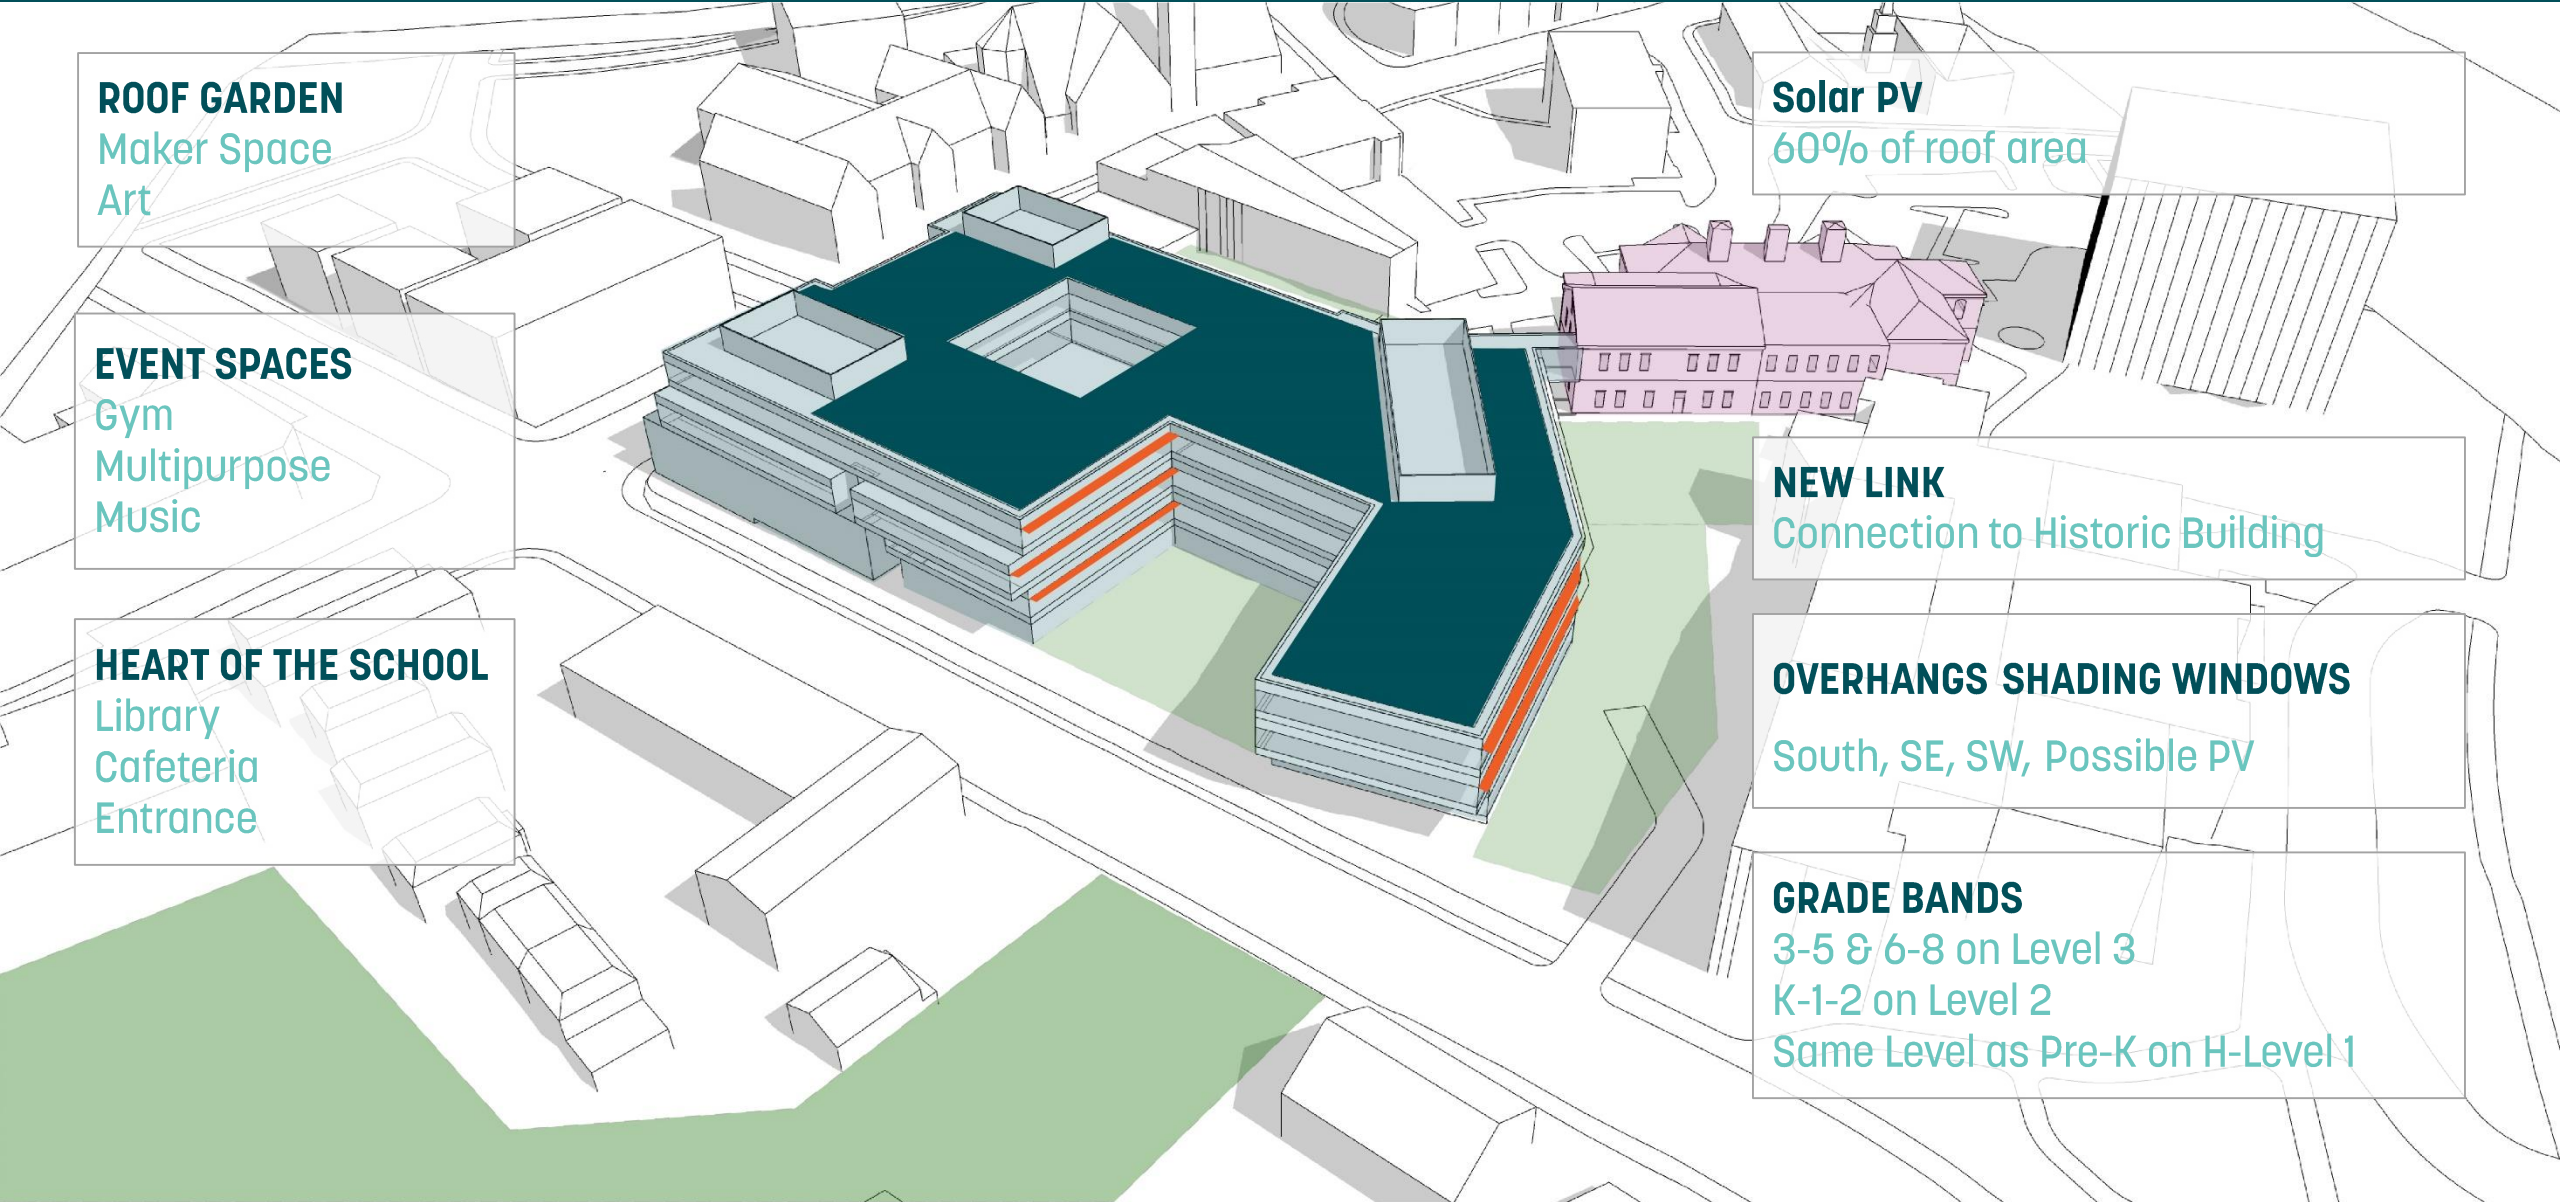 ROOF GARDEN
Maker Space
Art
EVENT SPACES
Gym
Multipurpose
Music
HEART OF THE SCHOOL
Library
Cafeteria
Entrance
Solar PV
60% of roof area
NEW LINK
Connection to Historic Building
OVERHANGS SHADING WINDOWS
South, SE, SW, Possible PV
GRADE BANDS
3-5 & 6-8 on Level 3
K-1-2 on Level 2
Same Level as Pre-K on H-Level 1